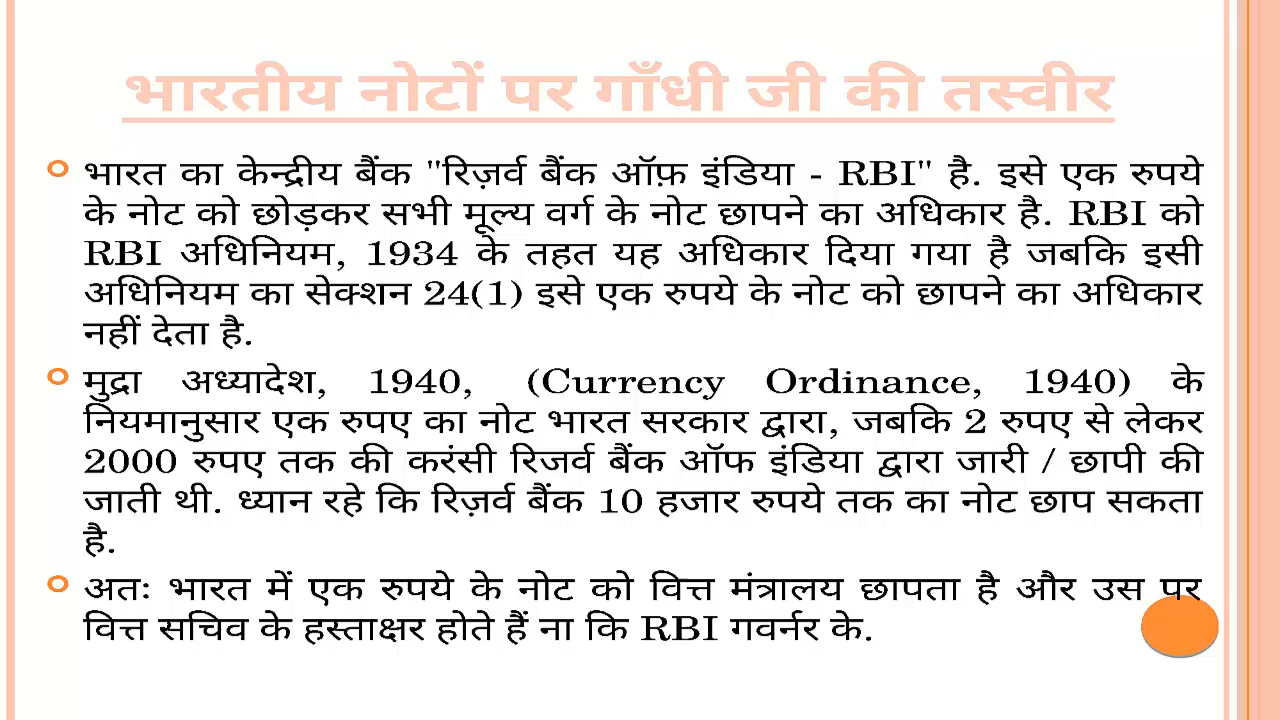 भारतीय नोटों पर गाँधी जी की तस्वीर
भारत का केन्द्रीय बैंक "रिज़र्व बैंक ऑफ़ इंडिया - RBI" है. इसे एक रुपये
के नोट को छोड़कर सभी मूल्य वर्ग के नोट छापने का अधिकार है. RBI को
RBI अधिनियम, 1934 के तहत यह अधिकार दिया गया है जबकि इसी
अधिनियम का सेक्शन 24(1) इसे एक रुपये के नोट को छापने का अधिकार
नहीं देता है.
मुद्रा अध्यादेश, 1940, (Currency Ordinance, 1940) के
नियमानुसार एक रुपए का नोट भारत सरकार द्वारा, जबकि 2 रुपए से लेकर
2000 रुपए तक की करंसी रिजर्व बैंक ऑफ इंडिया द्वारा जारी / छापी की
जाती थी. ध्यान रहे कि रिज़र्व बैंक 10 हजार रुपये तक का नोट छाप सकता
है.
अतः भारत में एक रुपये के नोट को वित्त मंत्रालय छापता है और उस पर
वित्त सचिव के हस्ताक्षर होते हैं ना कि RBI गवर्नर के.